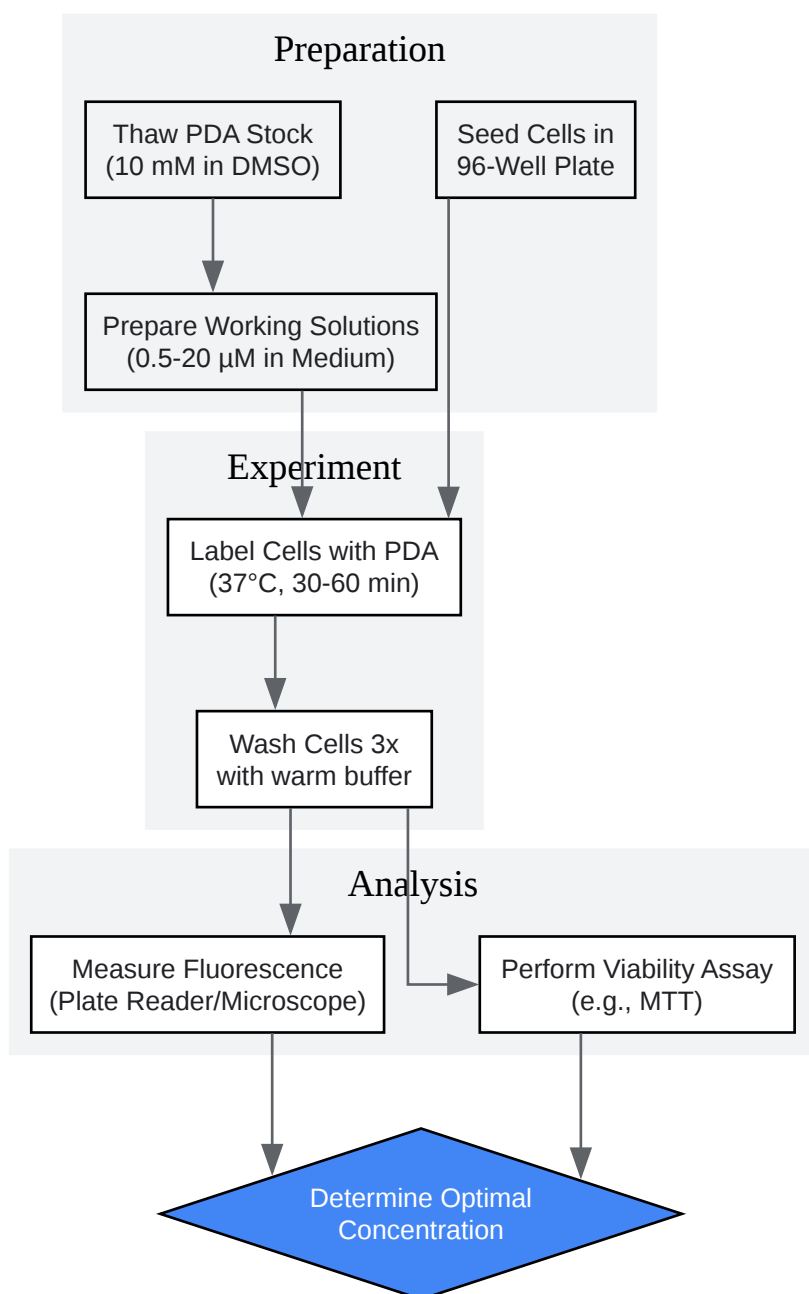 Preparation
Thaw PDA Stock
(10 mM in DMSO)
Seed Cells in
96-Well Plate
Prepare Working Solutions
(0.5-20 µM in Medium)
Experiment
Label Cells with PDA
(37°C, 30-60 min)
Wash Cells 3x
with warm buffer
Analysis
Measure Fluorescence
(Plate Reader/Microscope)
Perform Viability Assay
(e.g., MTT)
Determine Optimal
Concentration